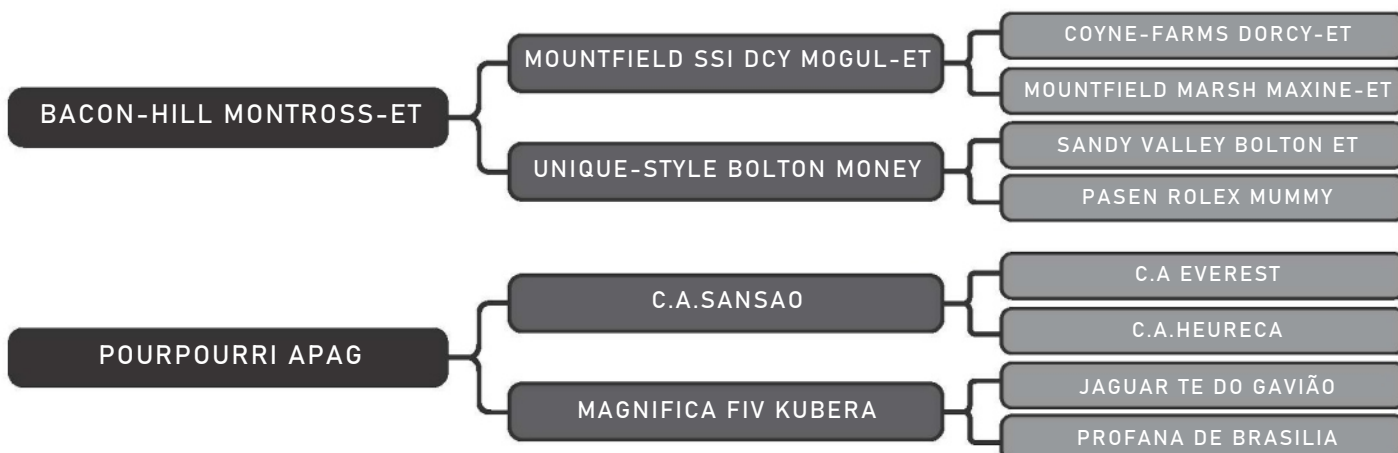 BACON-HILL MONTROSS-ET
MOUNTFIELD SSI DCY MOGUL-ET
COYNE-FARMS DORCY-ET
MOUNTFIELD MARSH MAXINE-ET
UNIQUE-STYLE BOLTON MONEY
SANDY VALLEY BOLTON ET
PASEN ROLEX MUMMY
POURPOURRI APAG
C.A.SANSAO
C.A EVEREST
C.A.HEURECA
MAGNIFICA FIV KUBERA
JAGUAR TE DO GAVIÃO
PROFANA DE BRASILIA